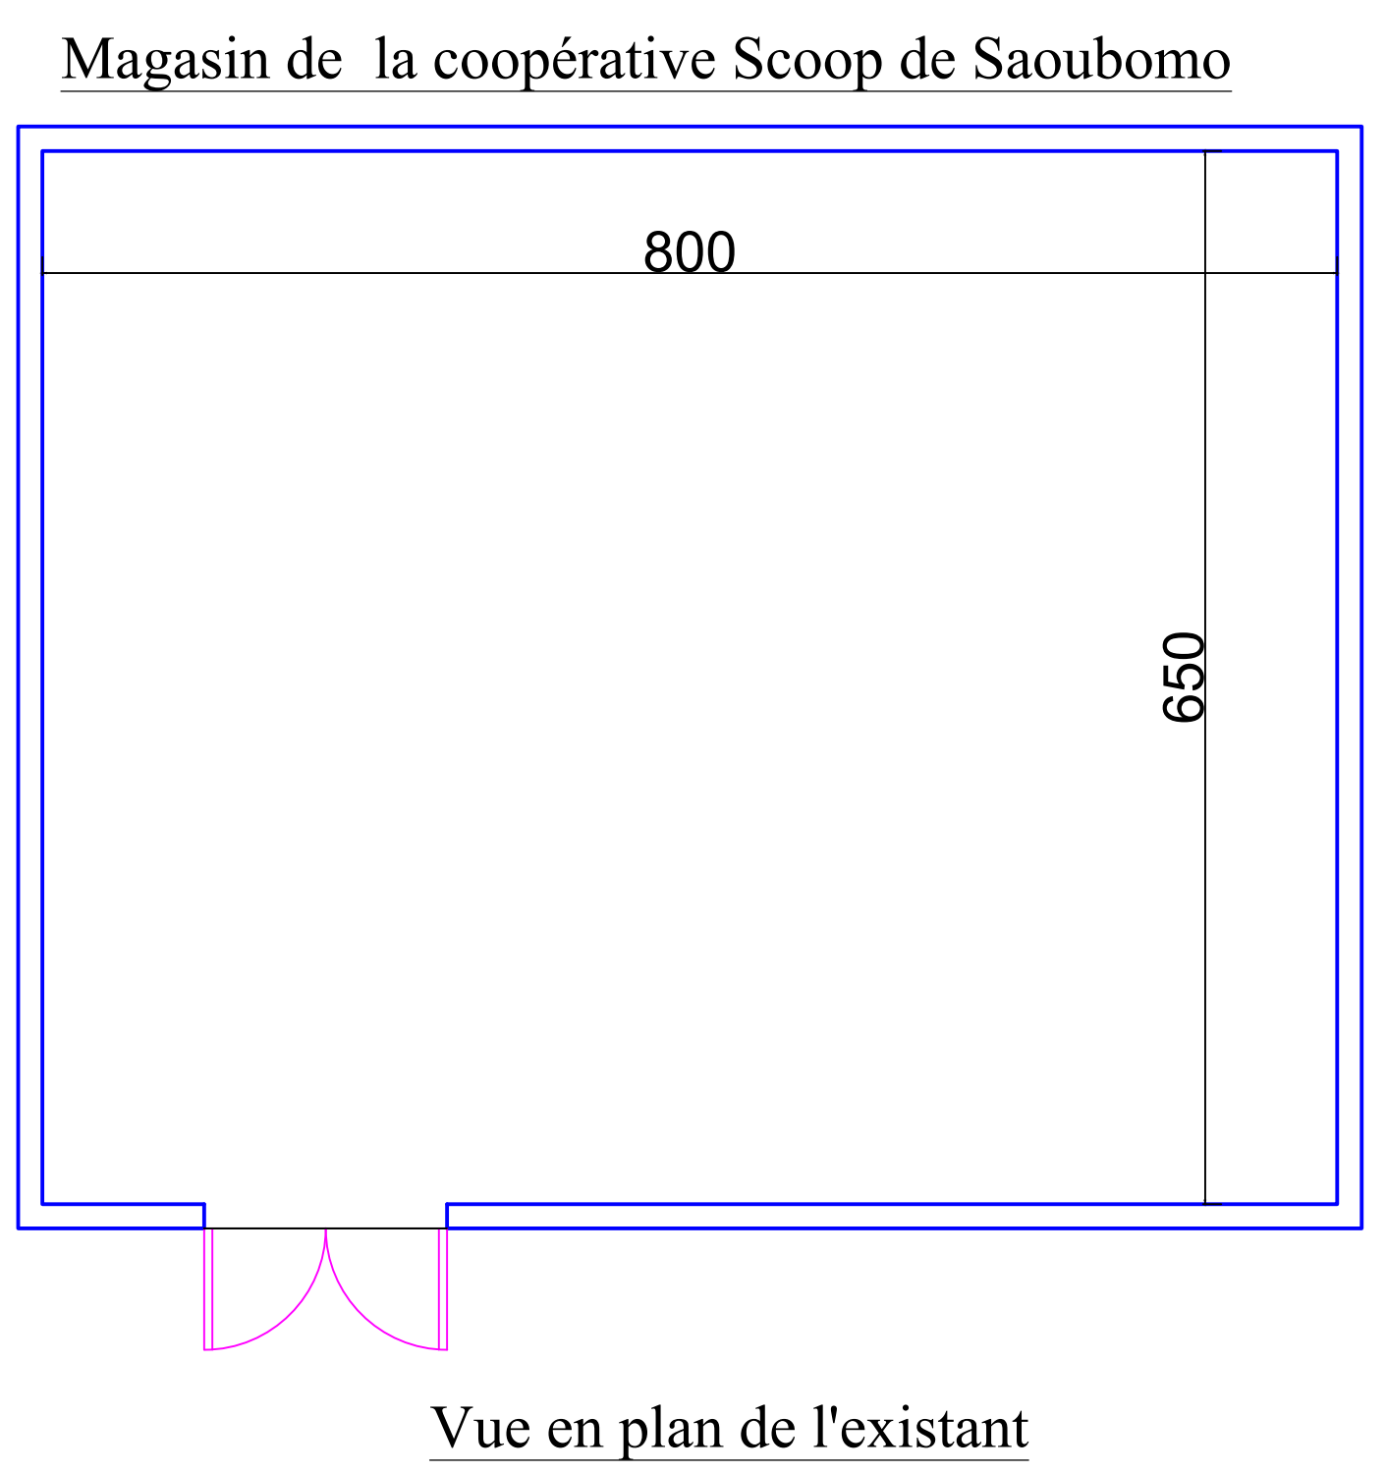 Magasin de  la coopérative Scoop de Saoubomo
800
650
Vue en plan de l'existant